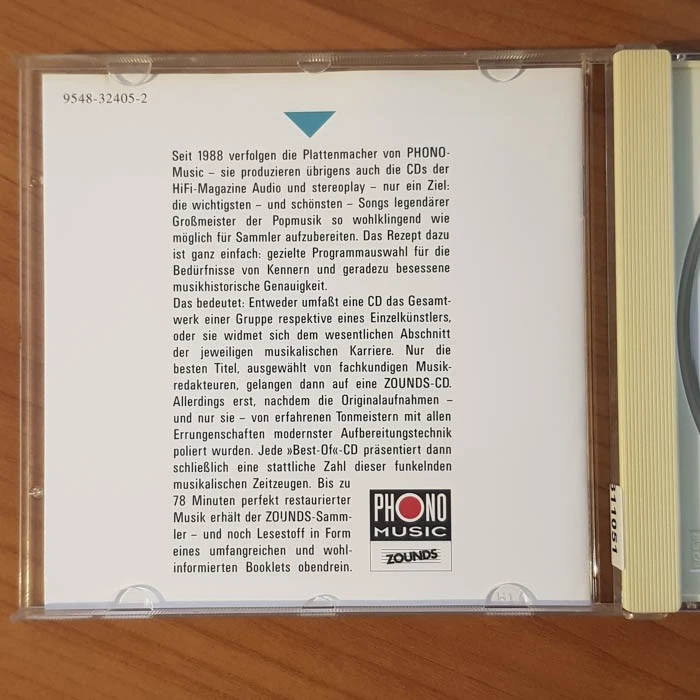 9548-32405-2
Seit 1988 verfolgen die Plattenmacher von PHONO-
Music – sie produzieren übrigens auch die CDs der
HiFi-Magazine Audio und stereoplay – nur ein Ziel:
die wichtigsten – und schönsten – Songs legendärer
Großmeister der Popmusik so wohlklingend wie
möglich für Sammler aufzubereiten. Das Rezept dazu
ist ganz einfach: gezielte Programmauswahl für die
Bedürfnisse von Kennern und geradezu besessene
musikhistorische Genauigkeit.
Das bedeutet: Entweder umfaßt eine CD das Gesamt-
werk einer Gruppe respektive eines Einzelkünstlers,
oder sie widmet sich dem wesentlichen Abschnitt
der jeweiligen musikalischen Karriere. Nur die
besten Titel, ausgewählt von fachkundigen Musik-
redakteuren, gelangen dann auf eine ZOUNDS-CD.
Allerdings erst, nachdem die Originalaufnahmen –
und nur sie – von erfahrenen Tonmeistern mit allen
Errungenschaften modernster Aufbereitungstechnik
poliert wurden. Jede »Best-Of«-CD präsentiert dann
schließlich eine stattliche Zahl dieser funkelnden
musikalischen Zeitzeugen. Bis zu
78 Minuten perfekt restaurierter
Musik erhält der ZOUNDS-Samm-
ler – und noch Lesestoff in Form
eines umfangreichen und wohl-
informierten Booklets obendrein.
PHONO
MUSIC
ZOUNDS
311051